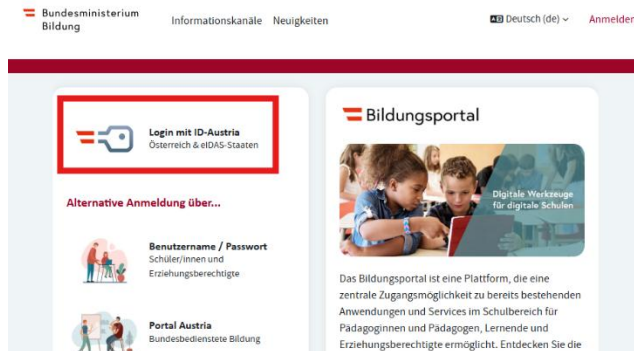 Bundesministerium
Bildung
Informationskanäle Neuigkeiten
Deutsch (de)
Anmelden
Login mit ID-Austria
Österreich & eIDAS-Staaten
Alternative Anmeldung über...
Benutzername / Passwort
Schüler/innen und
Erziehungsberechtigte
Portal Austria
Bundesbedienstete Bildung
Bildungsportal
Digitale Werkzeuge
für digitale Schulen
Das Bildungsportal ist eine Plattform, die eine
zentrale Zugangsmöglichkeit zu bereits bestehenden
Anwendungen und Services im Schulbereich für
Pädagoginnen und Pädagogen, Lernende und
Erziehungsberechtigte ermöglicht. Entdecken Sie die